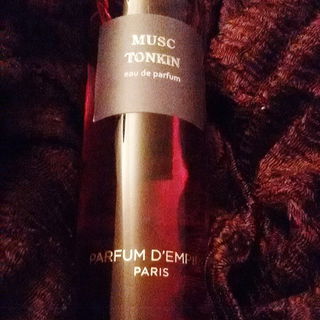 MUSC
TONKIN
eau de parfum
PARFUM D'EMPI
PARIS